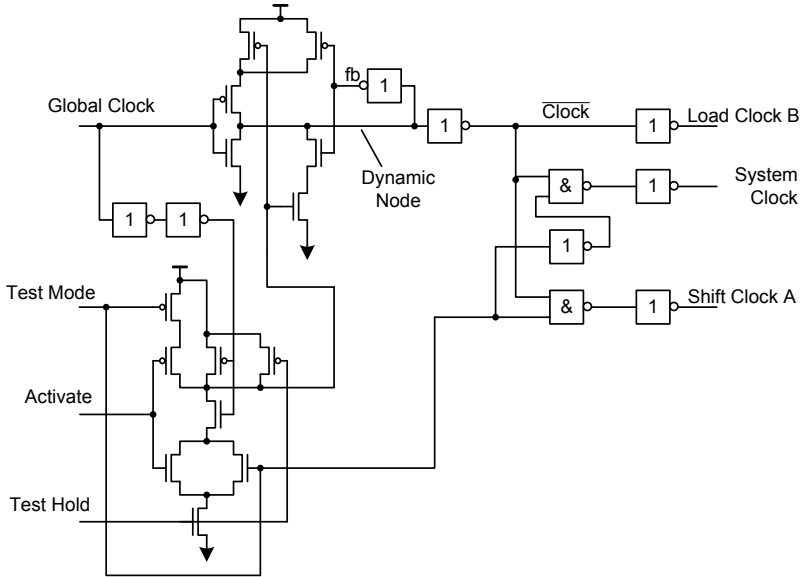 fb
1
Global Clock
1
Clock
1
Load Clock B
Dynamic
Node
&
1
System
Clock
1
1
1
Test Mode
&
1
Shift Clock A
Activate
Test Hold